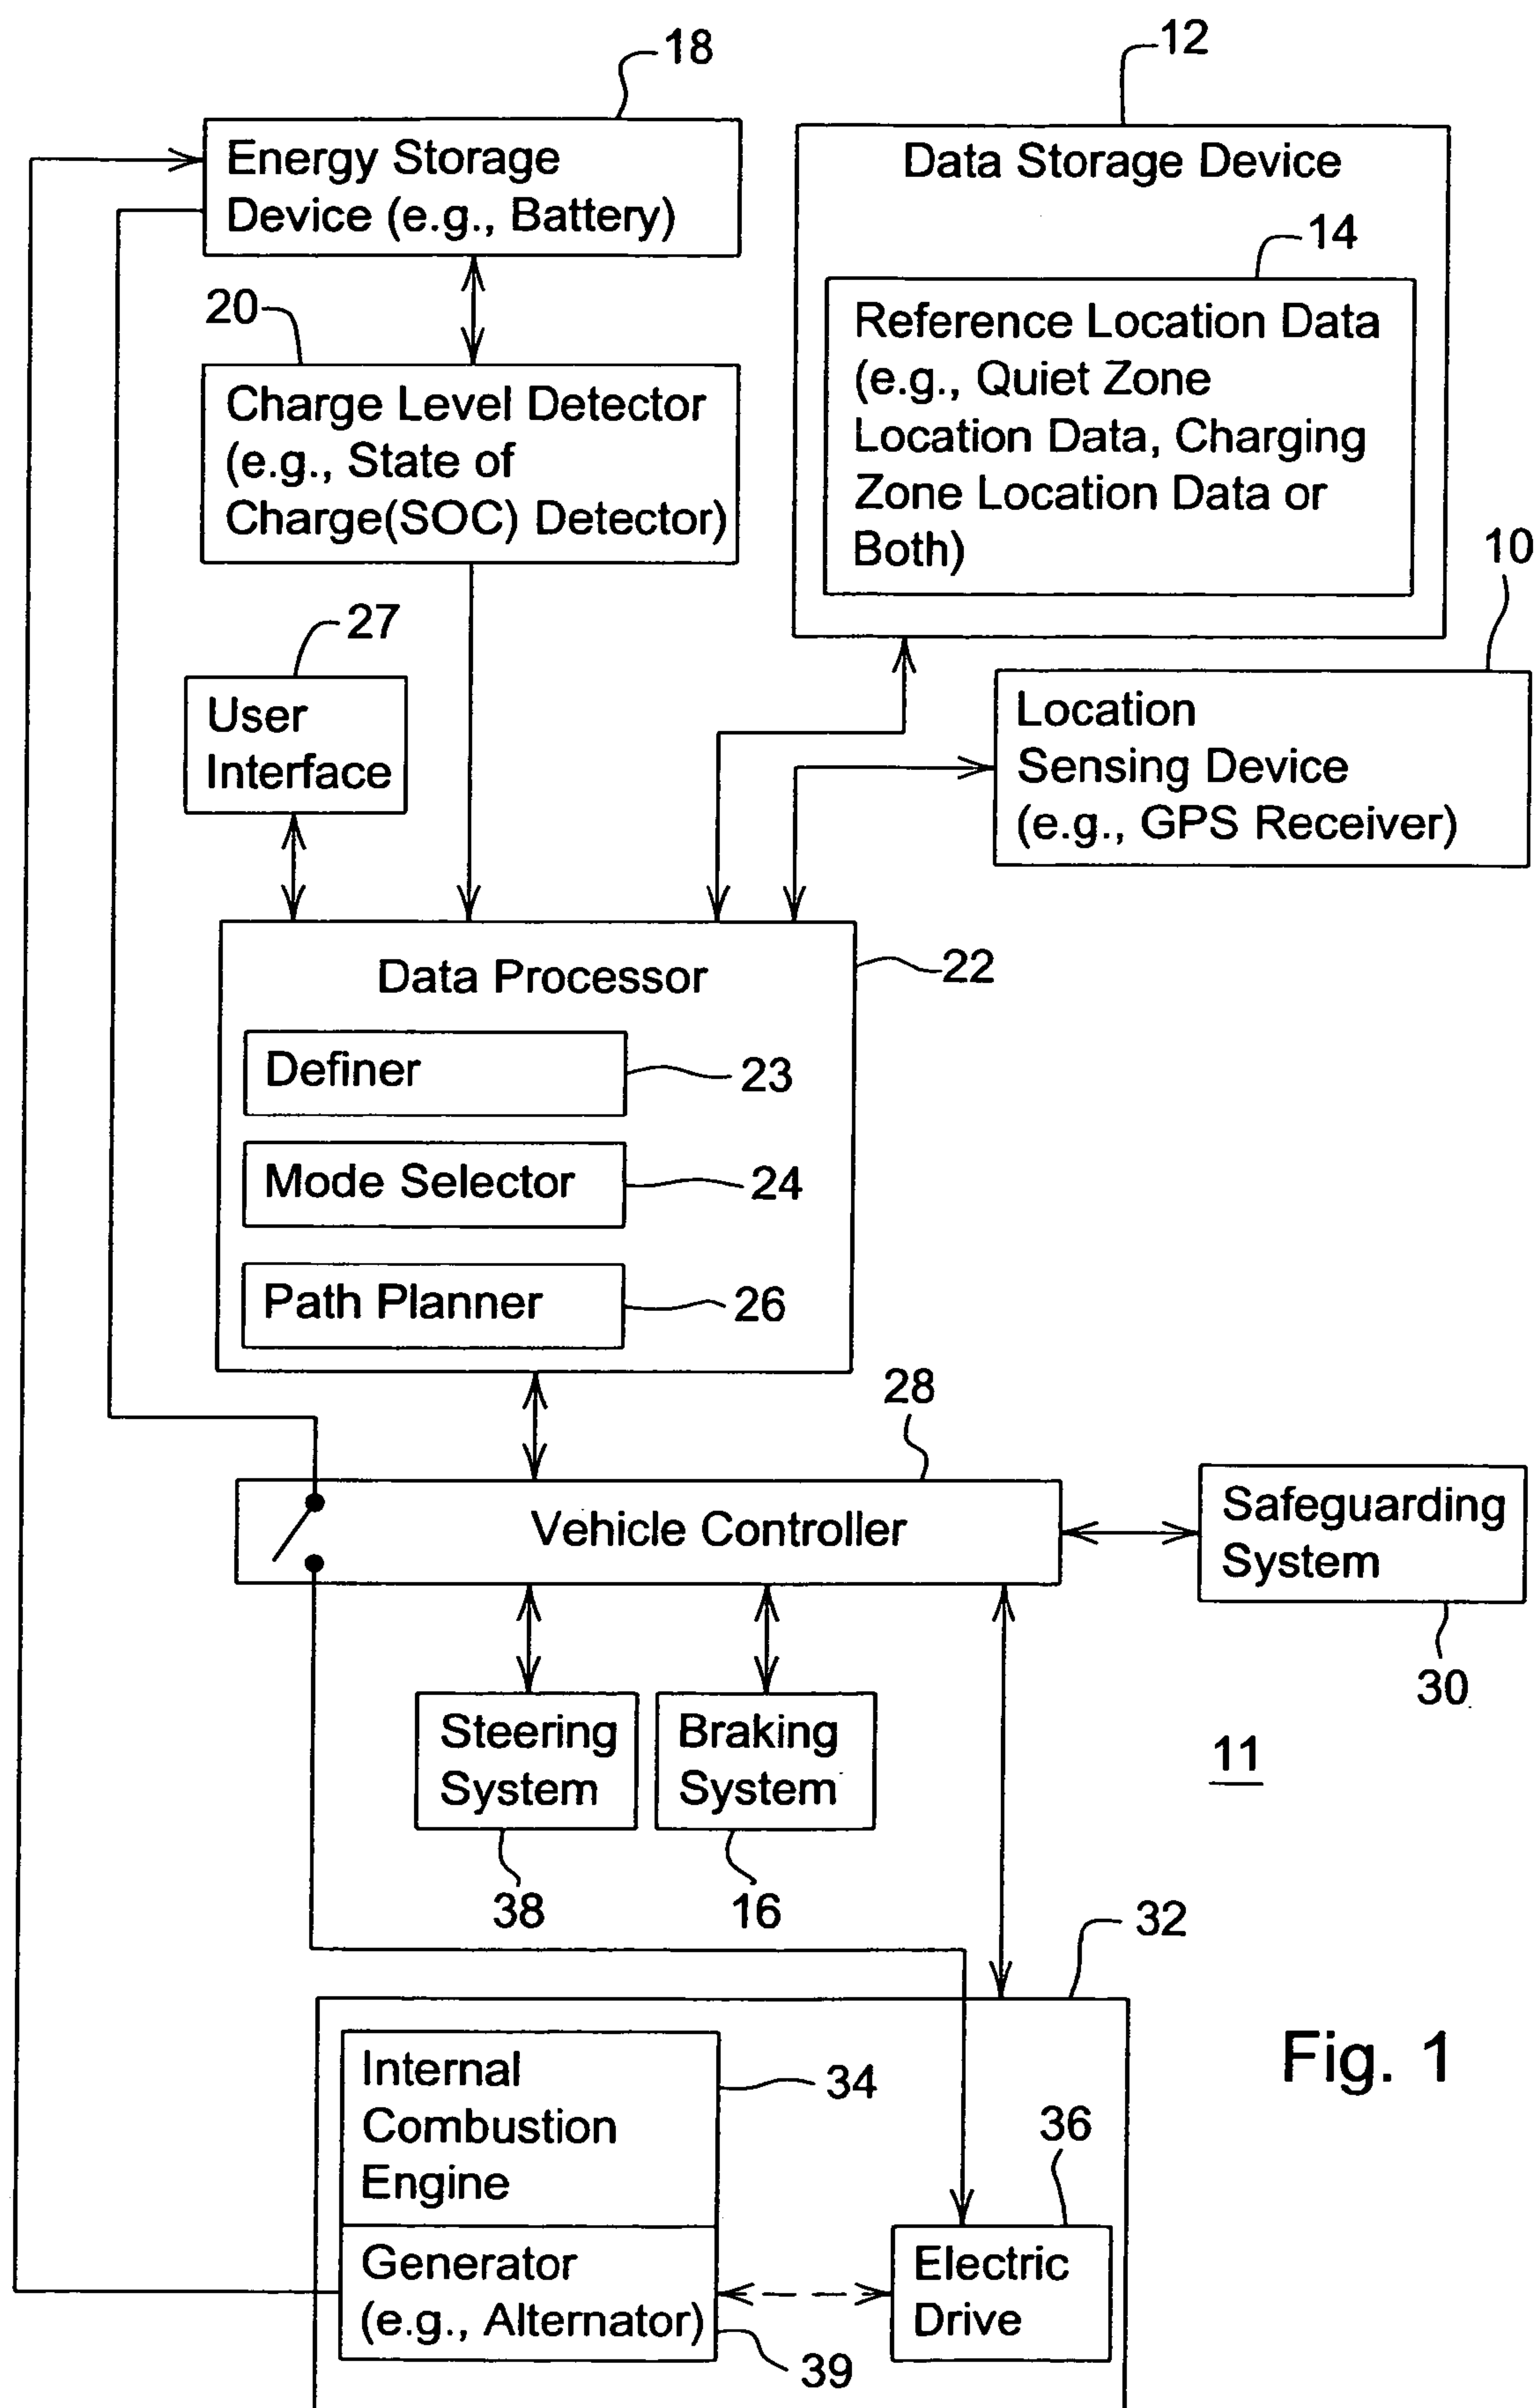 18
12
Energy Storage
Device (e.g., Battery)
Data Storage Device
14
Reference Location Data
(e.g., Quiet Zone
Location Data, Charging
Zone Location Data or
Both)
20
Charge Level Detector
(e.g., State of
Charge(SOC) Detector)
10
27
User
Interface
Location
Sensing Device
(e.g., GPS Receiver)
Data Processor
22
Definer
23
Mode Selector
24
Path Planner
26
28
Vehicle Controller
Safeguarding
System
30
Steering
System
Braking
System
11
38
16
32
Internal
Combustion
Engine
34
Fig. 1
36
Generator
(e.g., Alternator)
Electric
Drive
39